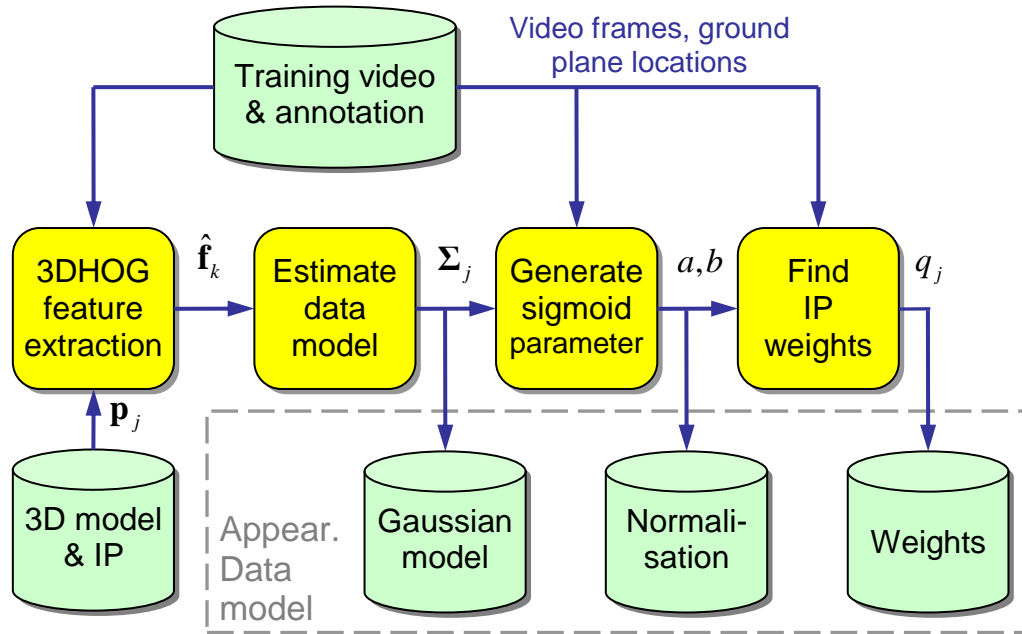 Video frames, ground
plane locations
Training video
& annotation
3DHOG
feature
extraction
f̂ₖ
Estimate
data
model
Σⱼ
Generate
sigmoid
parameter
a,b
Find
IP
weights
qⱼ
pⱼ
3D model
& IP
Appear.
Data
model
Gaussian
model
Normali-
sation
Weights